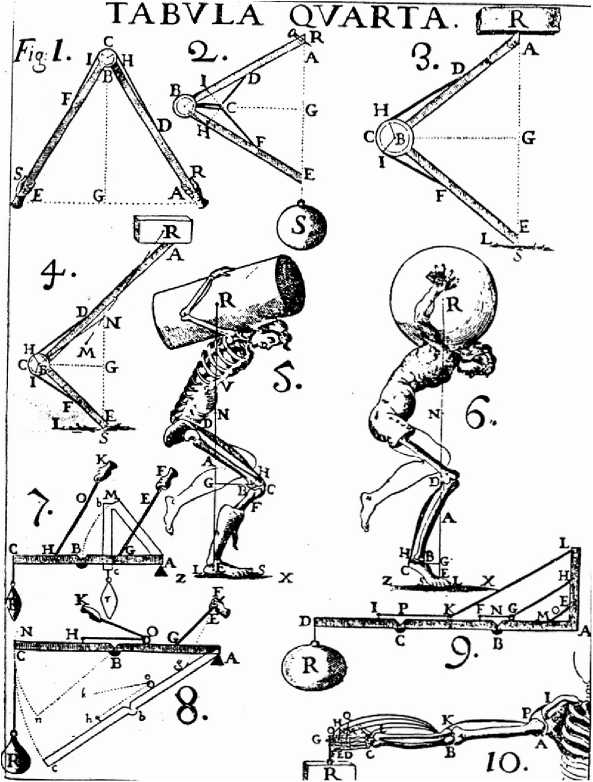 TABVLA QVARTA.
Fig. 1.
C
I H
B
F
D
S
R
E
G
A
2.
a R
A
I
D
B
C
G
H
F
E
S
3.
R
A
D
H
C B
G
I
F
E
L
S
4.
R
A
D
N
M
H
C B
G
I
F
E
L
S
5.
R
V
N
D
A
H
G
B C
F
L E S
Z X
6.
R
N
D
A
H B
C G
E
S L
Z X
7.
K
F
O
b M
E
C
H B G A
c
r
8.
K
F
E
N
H O G
C
B
A
k o
n
h b
c
R
9.
L
H
E
I P K F N G
M O
D
C B A
R
10.
I
P
K
A
B
O
H
G
C
F E D
R